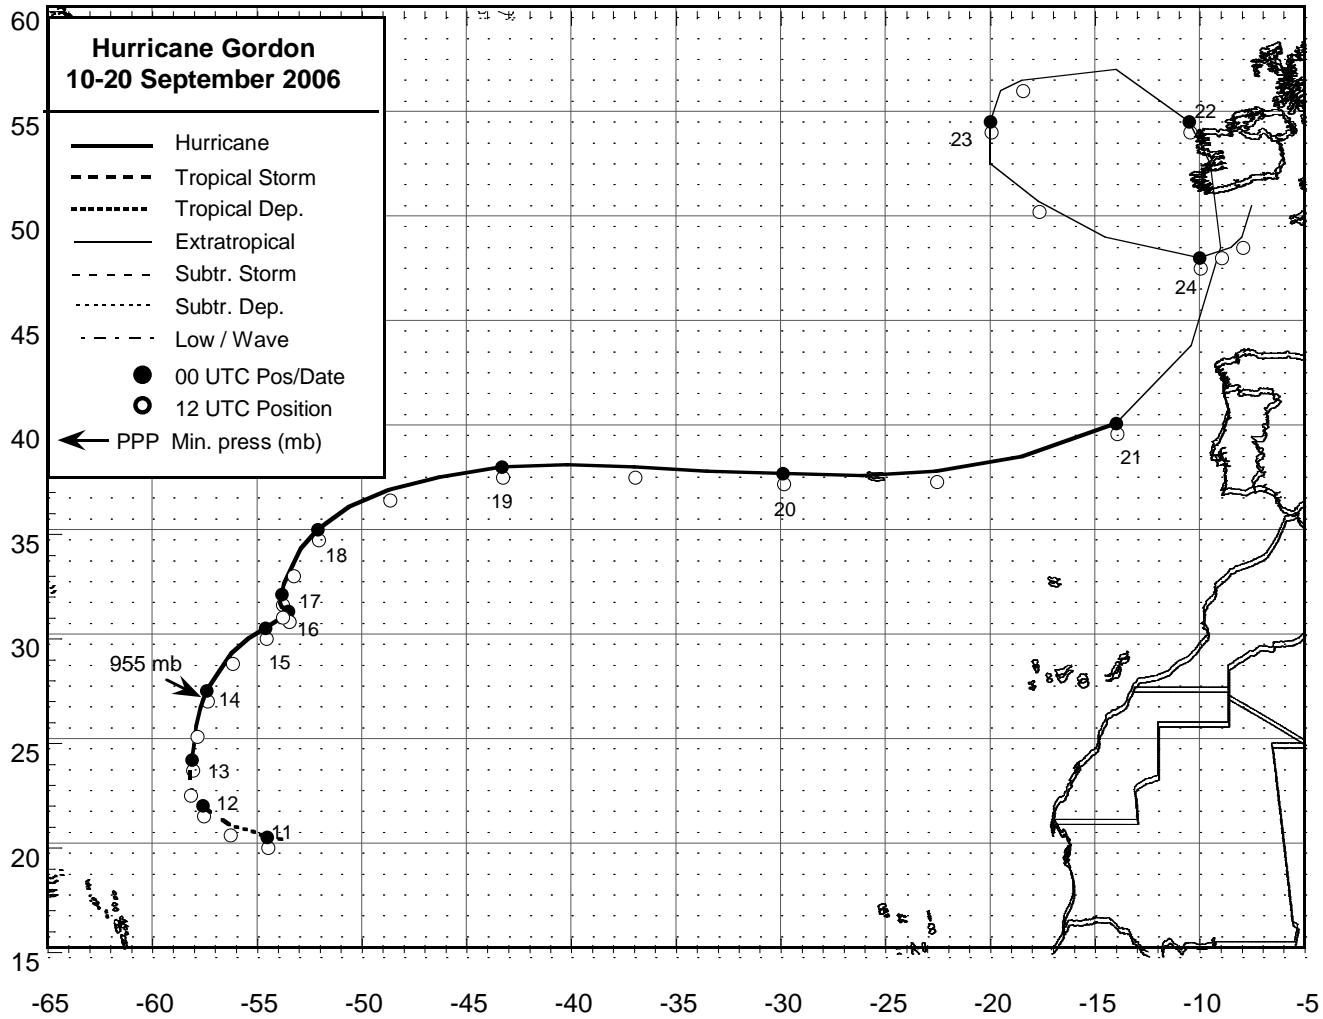 Hurricane Gordon
10-20 September 2006
Hurricane
Tropical Storm
Tropical Dep.
Extratropical
Subtr. Storm
Subtr. Dep.
Low / Wave
00 UTC Pos/Date
12 UTC Position
PPP Min. press (mb)
60
55
50
45
40
35
30
25
20
15
22
23
24
21
20
19
18
17
16
15
955 mb
14
13
12
11
-65 -60 -55 -50 -45 -40 -35 -30 -25 -20 -15 -10 -5